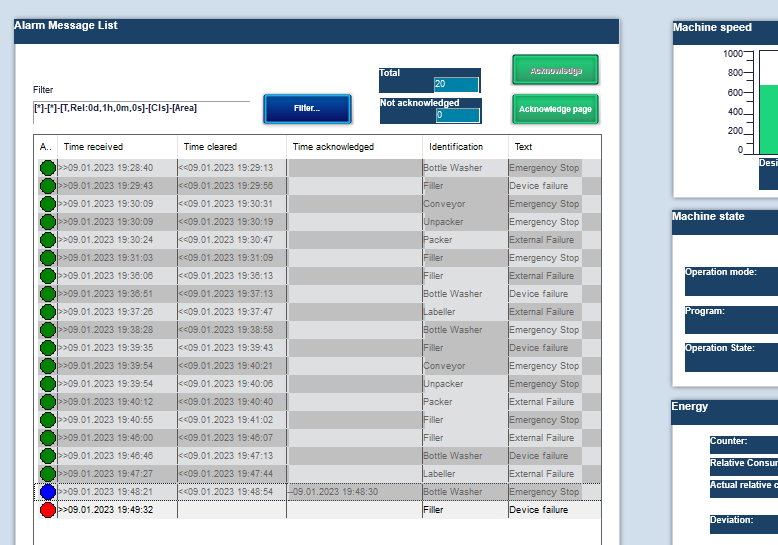 Alarm Message List
Filter
[*]-[*]-[T,Rel:0d,1h,0m,0s]-[Cls]-[Area]
Filter...
Total
20
Not acknowledged
0
Acknowledge
Acknowledge page
A.. Time received Time cleared Time acknowledged Identification Text
>>09.01.2023 19:28:40 <<09.01.2023 19:29:13 Bottle Washer Emergency Stop
>>09.01.2023 19:29:43 <<09.01.2023 19:29:56 Filler Device failure
>>09.01.2023 19:30:09 <<09.01.2023 19:30:31 Conveyor Emergency Stop
>>09.01.2023 19:30:09 <<09.01.2023 19:30:19 Unpacker Emergency Stop
>>09.01.2023 19:30:24 <<09.01.2023 19:30:47 Packer External Failure
>>09.01.2023 19:31:03 <<09.01.2023 19:31:09 Filler Emergency Stop
>>09.01.2023 19:36:06 <<09.01.2023 19:36:13 Filler External Failure
>>09.01.2023 19:36:51 <<09.01.2023 19:37:13 Bottle Washer Device failure
>>09.01.2023 19:37:26 <<09.01.2023 19:37:47 Labeller External Failure
>>09.01.2023 19:38:28 <<09.01.2023 19:38:58 Bottle Washer Emergency Stop
>>09.01.2023 19:39:35 <<09.01.2023 19:39:43 Filler Device failure
>>09.01.2023 19:39:54 <<09.01.2023 19:40:21 Conveyor Emergency Stop
>>09.01.2023 19:39:54 <<09.01.2023 19:40:06 Unpacker Emergency Stop
>>09.01.2023 19:40:12 <<09.01.2023 19:40:40 Packer External Failure
>>09.01.2023 19:40:55 <<09.01.2023 19:41:02 Filler Emergency Stop
>>09.01.2023 19:46:00 <<09.01.2023 19:46:07 Filler External Failure
>>09.01.2023 19:46:46 <<09.01.2023 19:47:13 Bottle Washer Device failure
>>09.01.2023 19:47:27 <<09.01.2023 19:47:44 Labeller External Failure
>>09.01.2023 19:48:21 <<09.01.2023 19:48:54 --09.01.2023 19:48:30 Bottle Washer Emergency Stop
>>09.01.2023 19:49:32 Filler Device failure
Machine speed
1000
800
600
400
200
0
Desi
Machine state
Operation mode:
Program:
Operation State:
Energy
Counter:
Relative Consur
Actual relative c
Deviation: